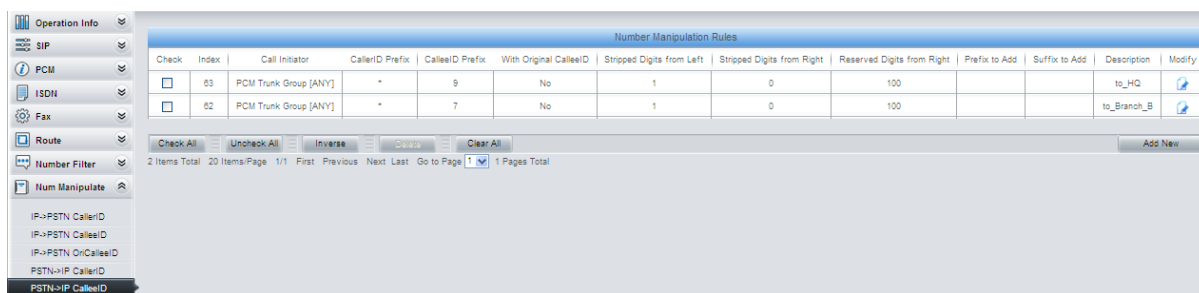 Operation Info
SIP
PCM
ISDN
Fax
Route
Number Filter
Num Manipulate
IP->PSTN CallerID
IP->PSTN CalleeID
IP->PSTN OriCalleeID
PSTN->IP CallerID
PSTN->IP CalleeID
Number Manipulation Rules
Check Index Call Initiator CallerID Prefix CalleeID Prefix With Original CalleeID Stripped Digits from Left Stripped Digits from Right Reserved Digits from Right Prefix to Add Suffix to Add Description Modify
63 PCM Trunk Group [ANY] * 9 No 1 0 100 to_HQ
62 PCM Trunk Group [ANY] * 7 No 1 0 100 to_Branch_B
Check All Uncheck All Inverse Delete Clear All Add New
2 Items Total 20 Items/Page 1/1 First Previous Next Last Go to Page 1 1 Pages Total